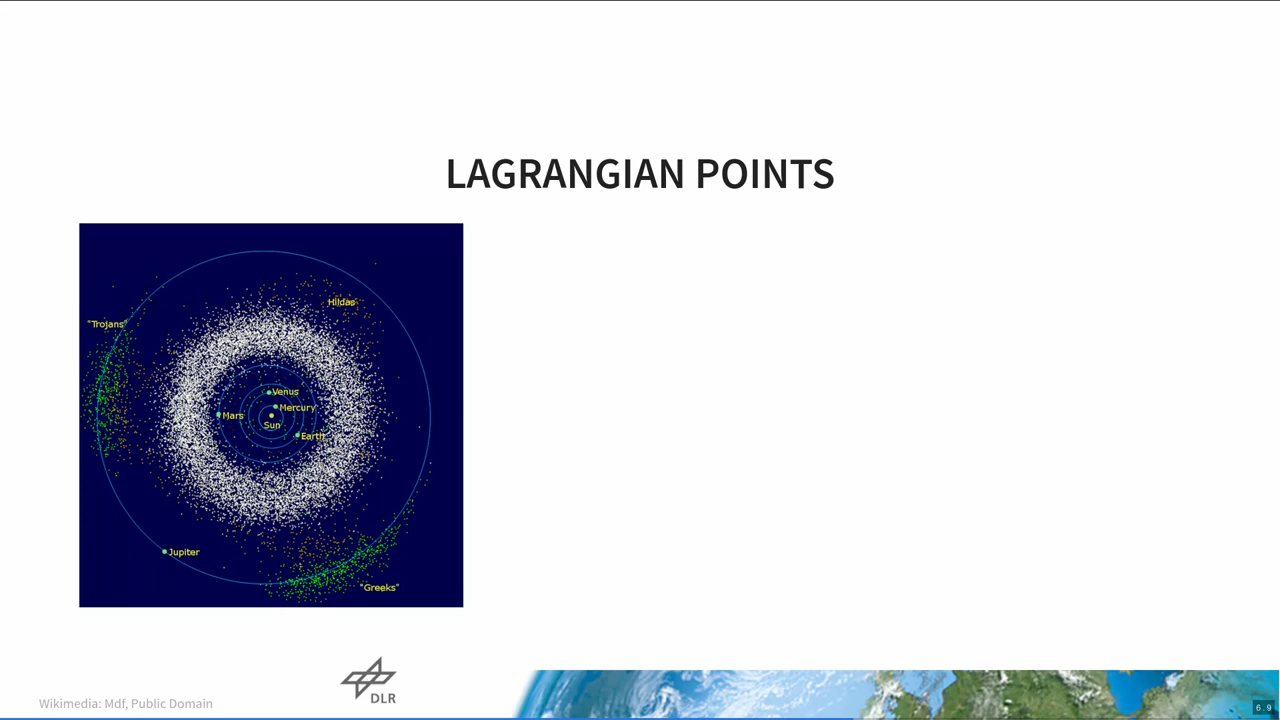 LAGRANGIAN POINTS
Hildas
"Trojans"
Venus
Mercury
Mars
Sun
Earth
Jupiter
"Greeks"
DLR
Wikimedia: Mdf, Public Domain
6.9